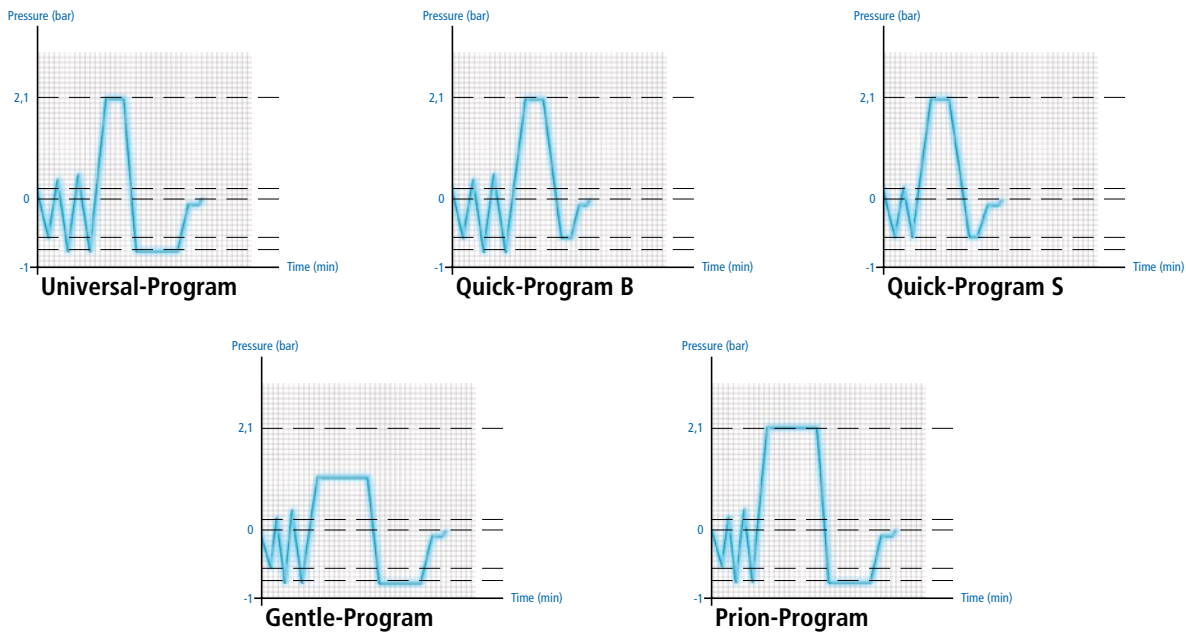 Pressure (bar)
2,1
0
-1
Time (min)
Universal-Program
Pressure (bar)
2,1
0
-1
Time (min)
Quick-Program B
Pressure (bar)
2,1
0
-1
Time (min)
Quick-Program S
Pressure (bar)
2,1
0
-1
Time (min)
Gentle-Program
Pressure (bar)
2,1
0
-1
Time (min)
Prion-Program